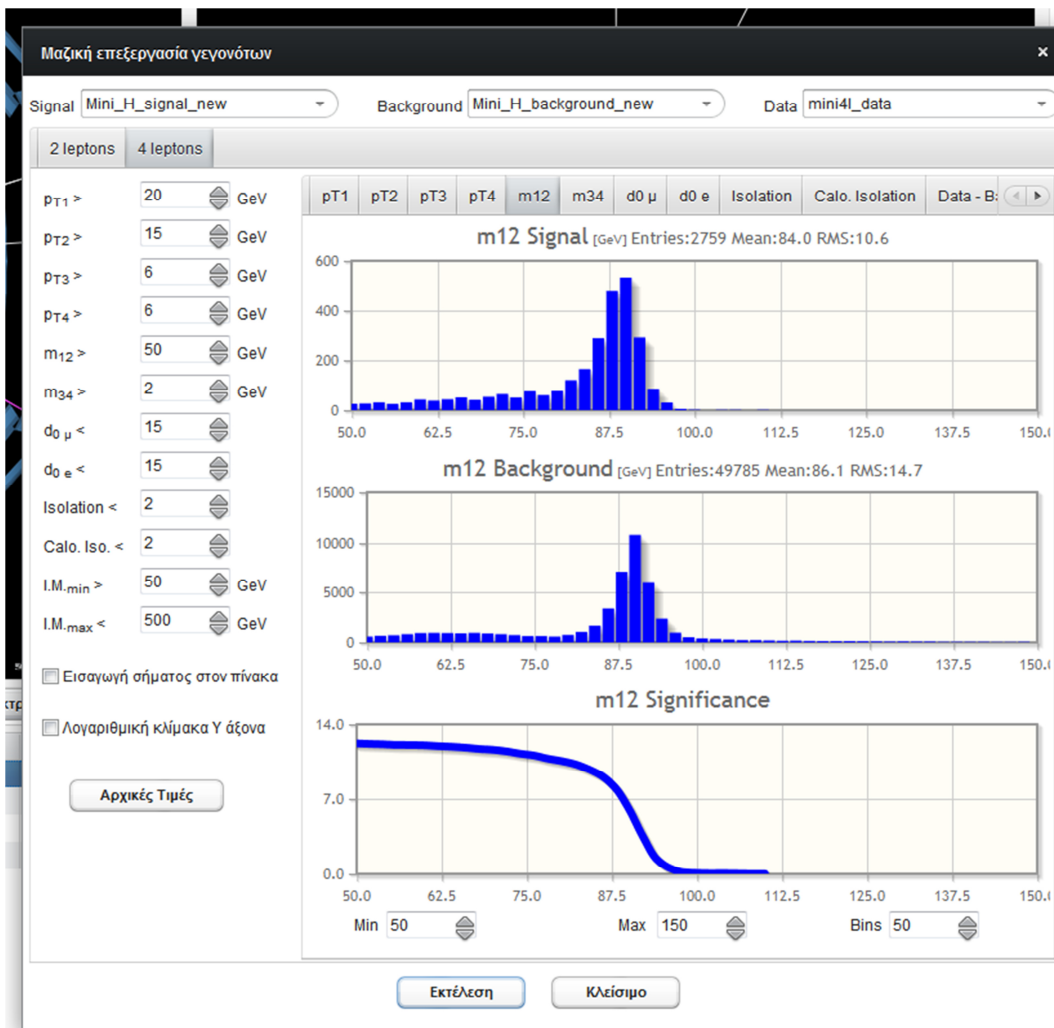 Μαζική επεξεργασία γεγονότων ×
Signal Mini_H_signal_new Background Mini_H_background_new Data mini4l_data
2 leptons 4 leptons
pT1 > 20 GeV
pT2 > 15 GeV
pT3 > 6 GeV
pT4 > 6 GeV
m12 > 50 GeV
m34 > 2 GeV
d0 μ < 15
d0 e < 15
Isolation < 2
Calo. Iso. < 2
I.M.min > 50 GeV
I.M.max < 500 GeV
Εισαγωγή σήματος στον πίνακα
Λογαριθμική κλίμακα Y άξονα
Αρχικές Τιμές
pT1 pT2 pT3 pT4 m12 m34 d0 μ d0 e Isolation Calo. Isolation Data - B
m12 Signal [GeV] Entries:2759 Mean:84.0 RMS:10.6
600
400
200
0
50.0 62.5 75.0 87.5 100.0 112.5 125.0 137.5 150.
m12 Background [GeV] Entries:49785 Mean:86.1 RMS:14.7
15000
10000
5000
0
50.0 62.5 75.0 87.5 100.0 112.5 125.0 137.5 150.
m12 Significance
14.0
7.0
0.0
50.0 62.5 75.0 87.5 100.0 112.5 125.0 137.5 150.
Min 50 Max 150 Bins 50
Εκτέλεση Κλείσιμο